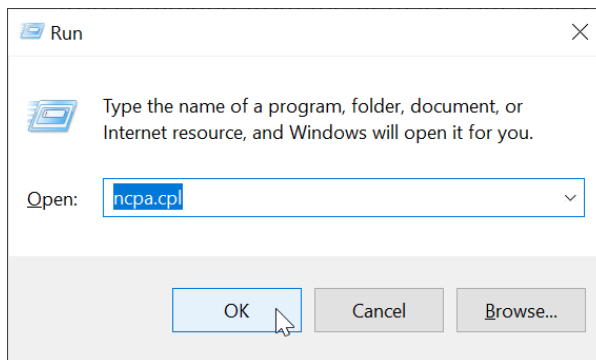 Run
Type the name of a program, folder, document, or
Internet resource, and Windows will open it for you.
Open:
ncpa.cpl
OK
Cancel
Browse...